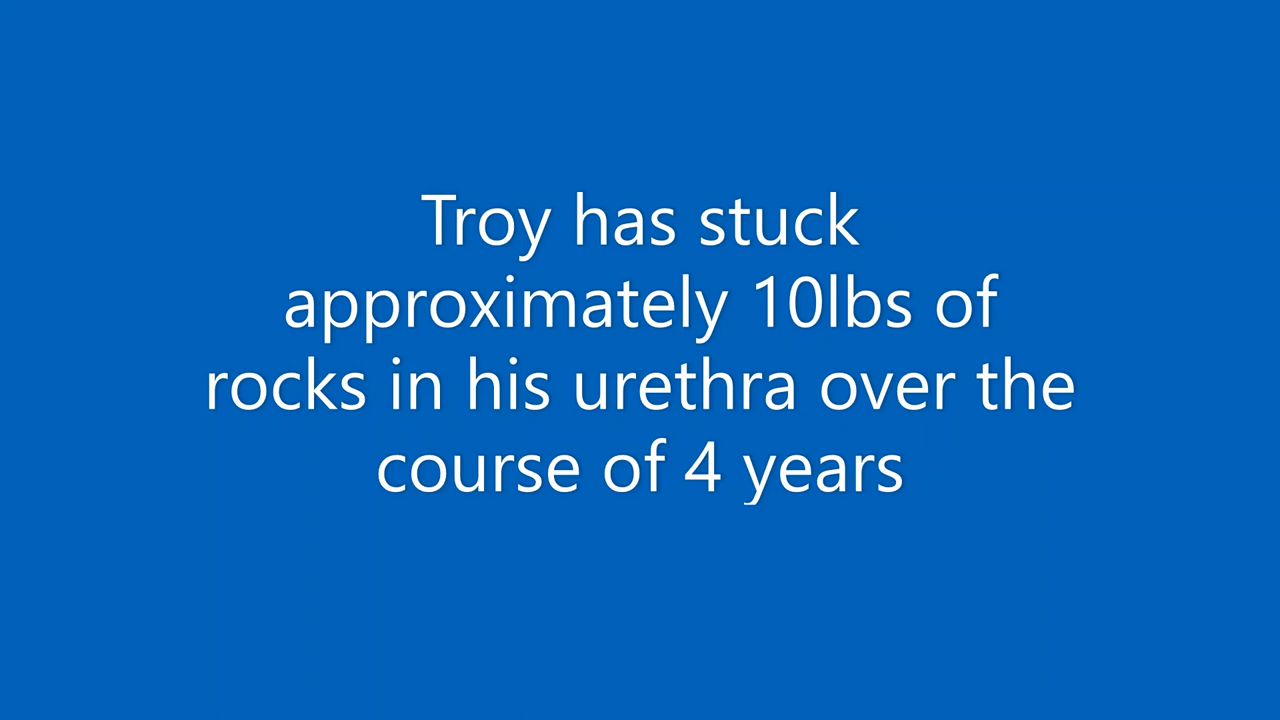 Troy has stuck
approximately 10lbs of
rocks in his urethra over the
course of 4 years